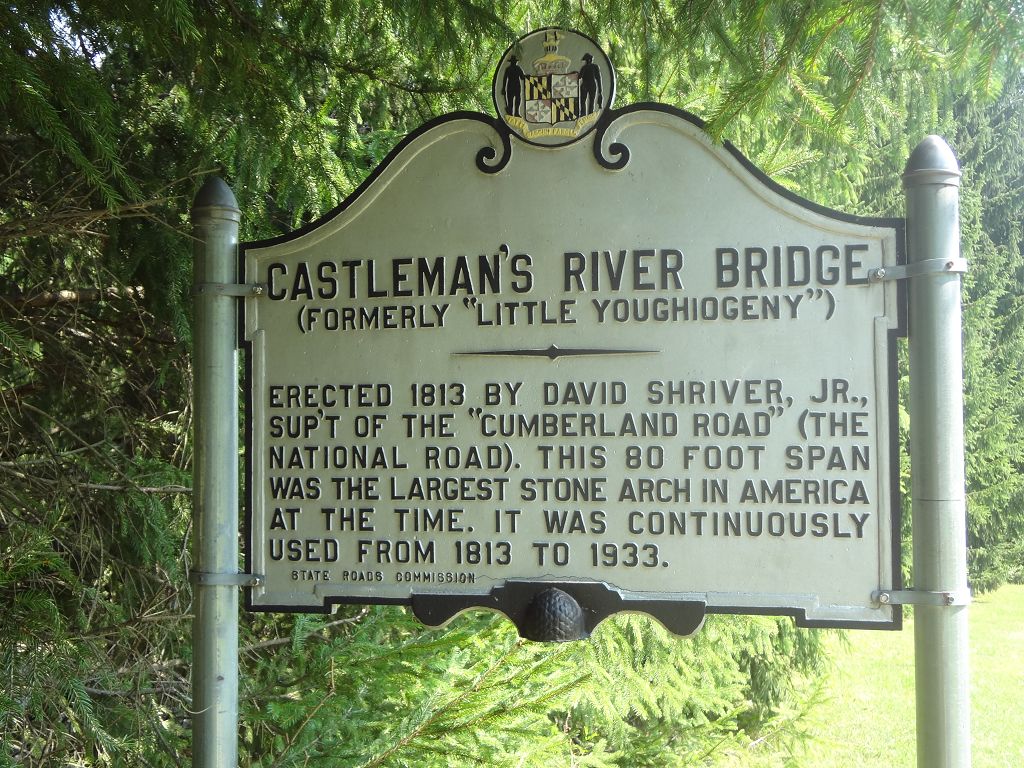 CASTLEMAN'S RIVER BRIDGE
(FORMERLY "LITTLE YOUGHIOGENY")
ERECTED 1813 BY DAVID SHRIVER, JR.,
SUP'T OF THE "CUMBERLAND ROAD" (THE
NATIONAL ROAD). THIS 80 FOOT SPAN
WAS THE LARGEST STONE ARCH IN AMERICA
AT THE TIME. IT WAS CONTINUOUSLY
USED FROM 1813 TO 1933.
STATE ROADS COMMISSION